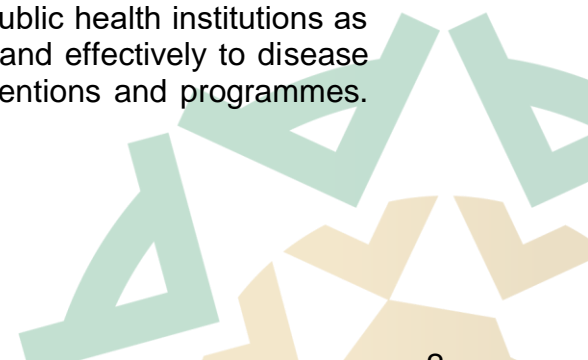 ublic health institutions as
and effectively to disease
entions and programmes.